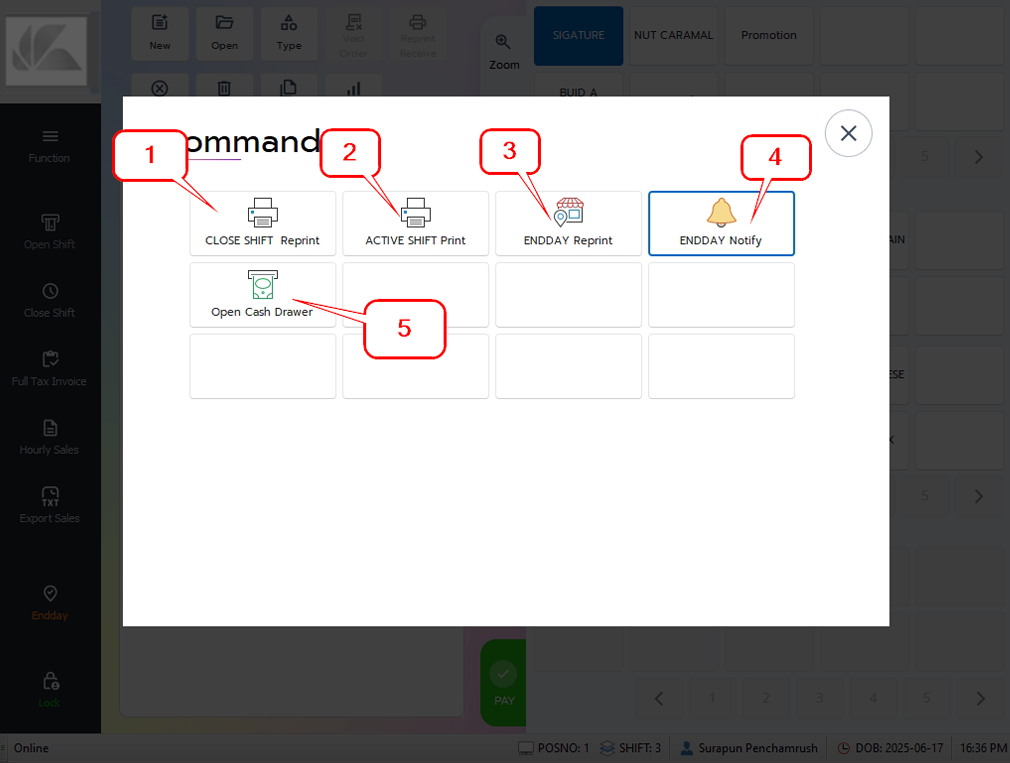 New
Open
Type
Void
Order
Reprint
Receive
Zoom
SIGATURE
NUT CARAMAL
Promotion
BUID A
ommand
1
2
3
4
5
CLOSE SHIFT Reprint
ACTIVE SHIFT Print
ENDDAY Reprint
ENDDAY Notify
Open Cash Drawer
5
AIN
ESE
K
5
Function
Open Shift
Close Shift
Full Tax Invoice
Hourly Sales
TXT
Export Sales
Endday
Lock
PAY
1
2
3
4
5
Online
POSNO: 1
SHIFT: 3
Surapun Penchamrush
DOB: 2025-06-17
16:36 PM